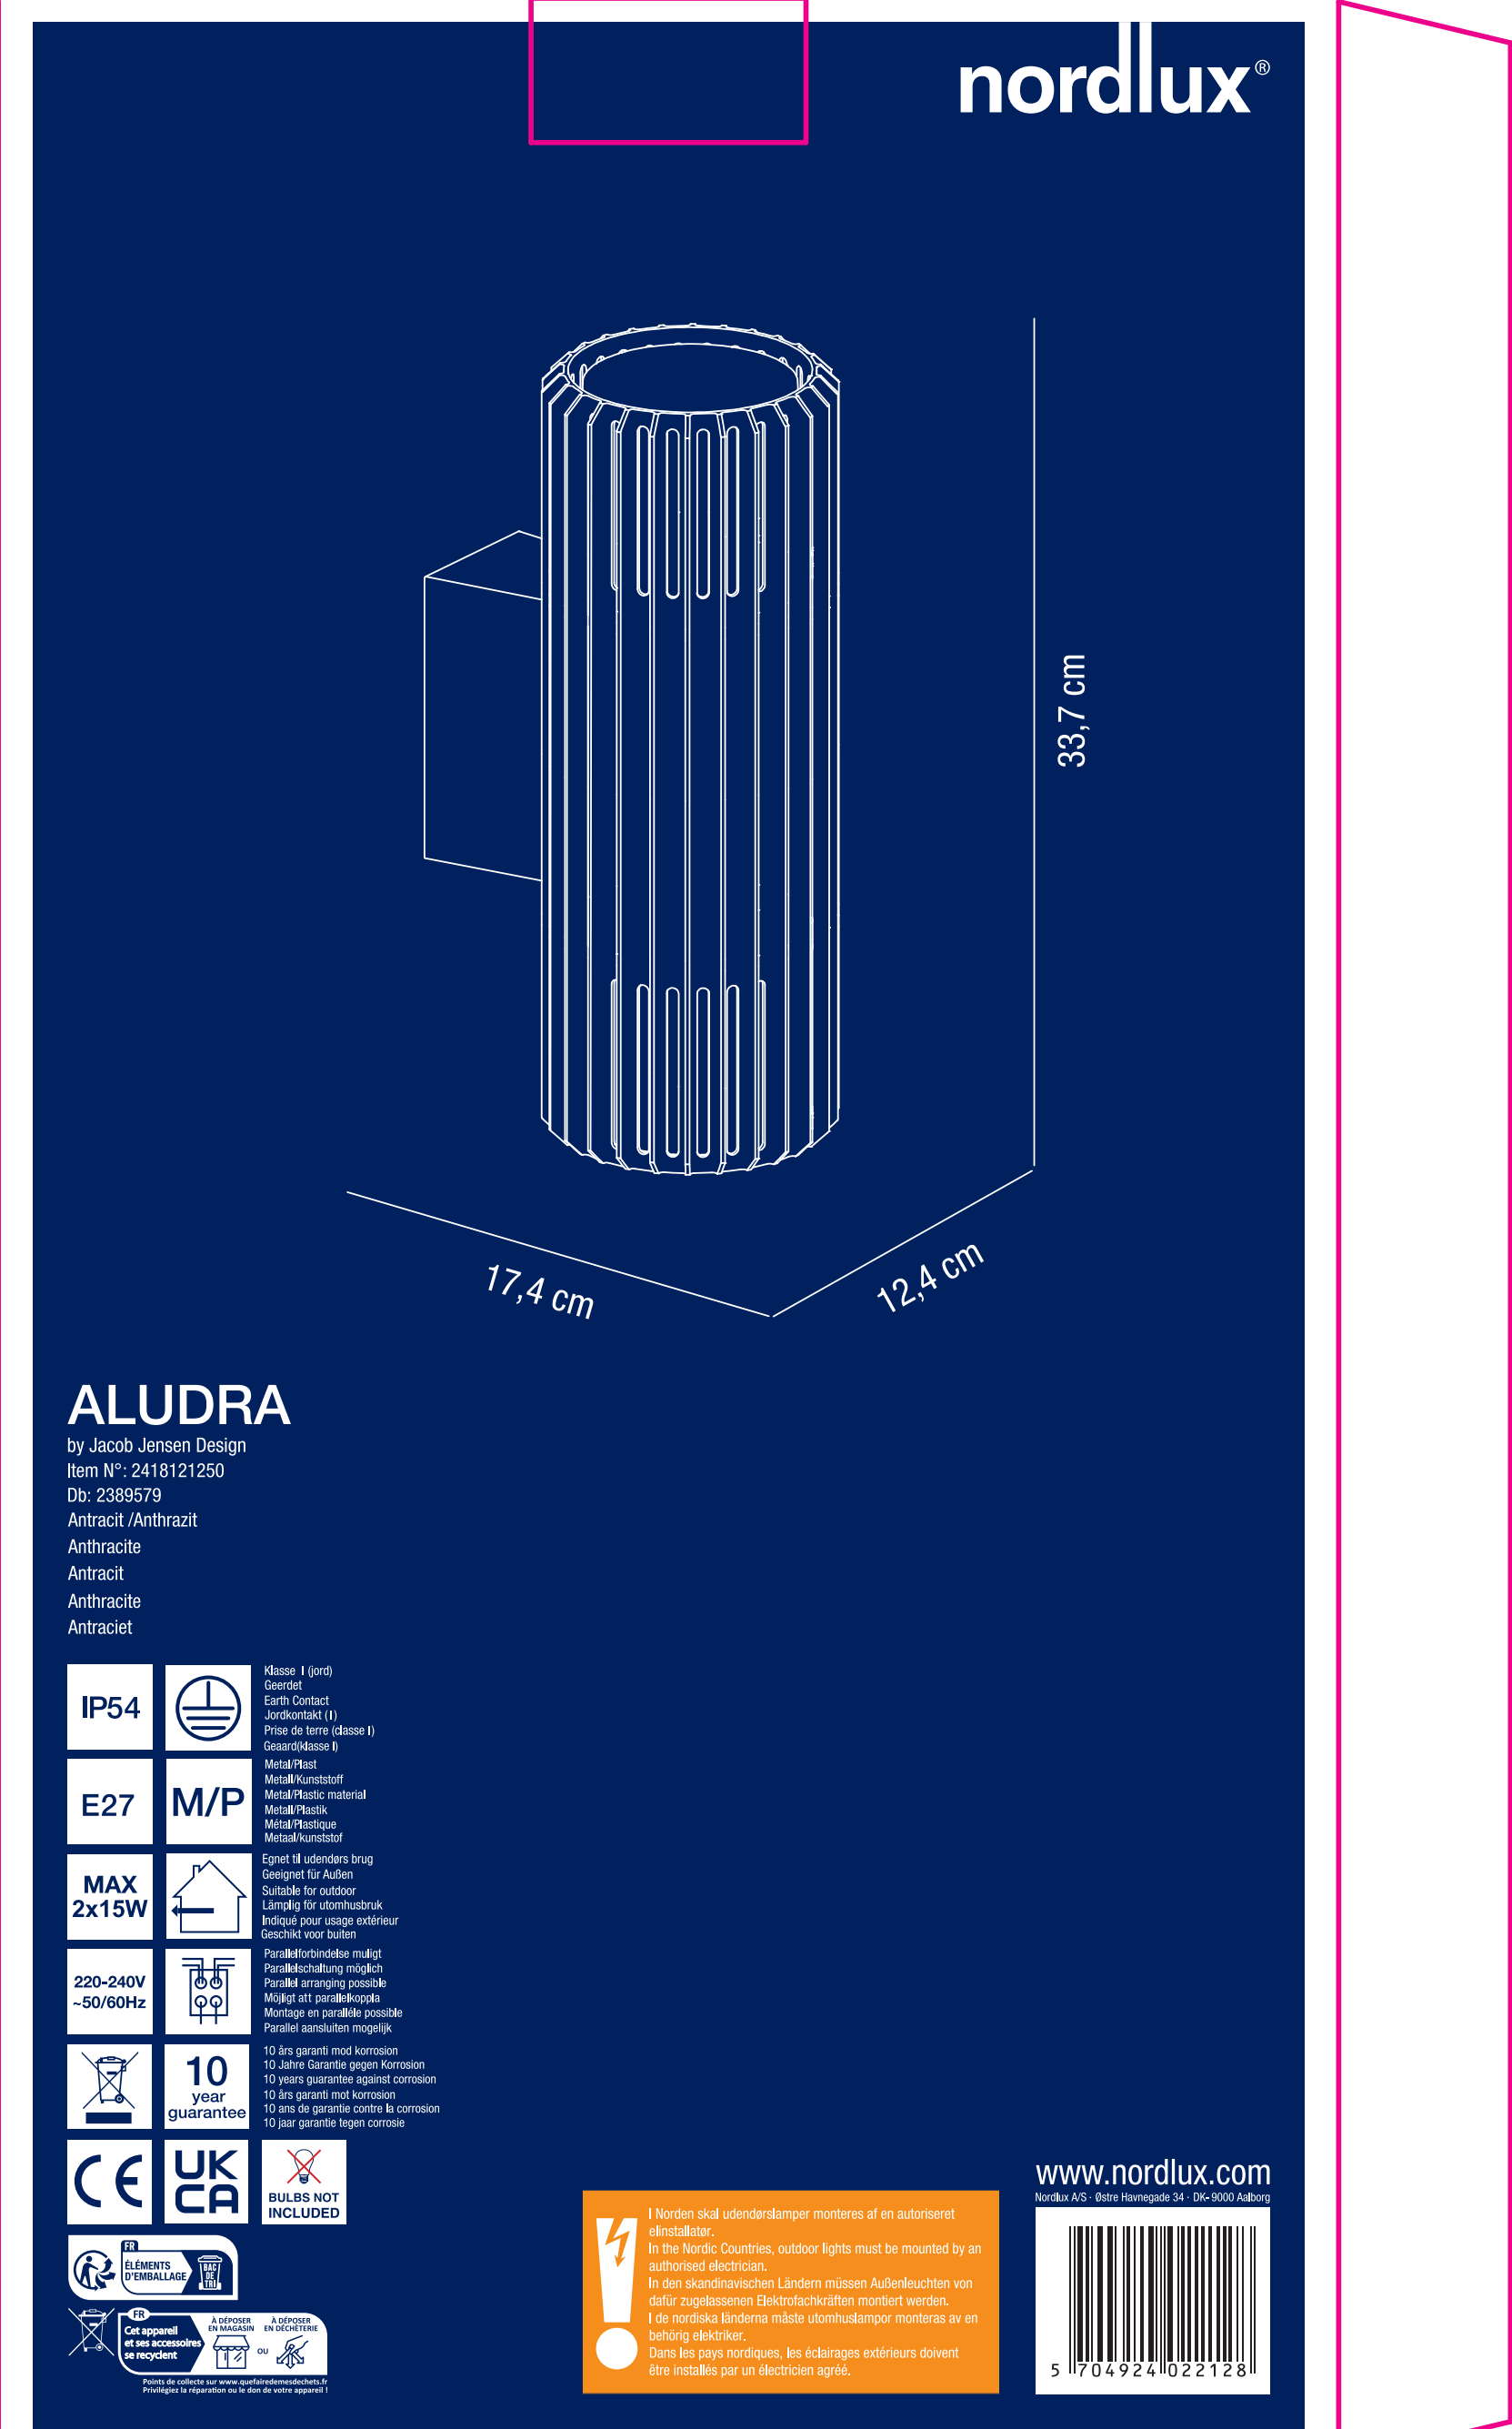 nordlux®
33,7 cm
17,4 cm
12,4 cm
ALUDRA
by Jacob Jensen Design
Item N°: 2418121250
Db: 2389579
Antracit /Anthrazit
Anthracite
Antracit
Anthracite
Antraciet
IP54
Klasse I (jord)
Geerdet
Earth Contact
Jordkontakt (I)
Prise de terre (classe I)
Geaard(klasse I)
E27
M/P
Metal/Plast
Metall/Kunststoff
Metal/Plastic material
Metall/Plastik
Métal/Plastique
Metaal/kunststof
MAX
2x15W
Egnet til udendørs brug
Geeignet für Außen
Suitable for outdoor
Lämplig för utomhusbruk
Indiqué pour usage extérieur
Geschikt voor buiten
220-240V
~50/60Hz
Parallelforbindelse muligt
Parallelschaltung möglich
Parallel arranging possible
Möjligt att parallelkoppla
Montage en paralléle possible
Parallel aansluiten mogelijk
10
year
guarantee
10 års garanti mod korrosion
10 Jahre Garantie gegen Korrosion
10 years guarantee against corrosion
10 års garanti mot korrosion
10 ans de garantie contre la corrosion
10 jaar garantie tegen corrosie
CE
UK
CA
BULBS NOT
INCLUDED
FR
ÉLÉMENTS
D'EMBALLAGE
BAC
DE
TRI
FR
Cet appareil
et ses accessoires
se recyclent
À DÉPOSER
EN MAGASIN
OU
À DÉPOSER
EN DÉCHÈTERIE
Points de collecte sur www.quefairedemesdechets.fr
Privilégiez la réparation ou le don de votre appareil !
I Norden skal udendørslamper monteres af en autoriseret
elinstallatør.
In the Nordic Countries, outdoor lights must be mounted by an
authorised electrician.
In den skandinavischen Ländern müssen Außenleuchten von
dafür zugelassenen Elektrofachkräften montiert werden.
I de nordiska länderna måste utomhuslampor monteras av en
behörig elektriker.
Dans les pays nordiques, les éclairages extérieurs doivent
être installés par un électricien agréé.
www.nordlux.com
Nordlux A/S · Østre Havnegade 34 · DK-9000 Aalborg
5 704924 022128